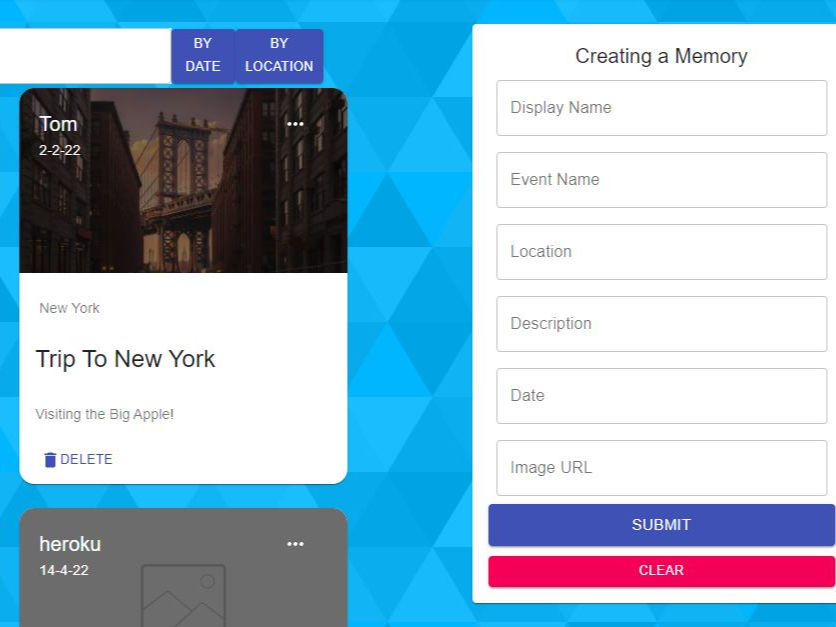 BY
DATE
BY
LOCATION
Tom
2-2-22
New York
Trip To New York
Visiting the Big Apple!
DELETE
heroku
14-4-22
Creating a Memory
Display Name
Event Name
Location
Description
Date
Image URL
SUBMIT
CLEAR